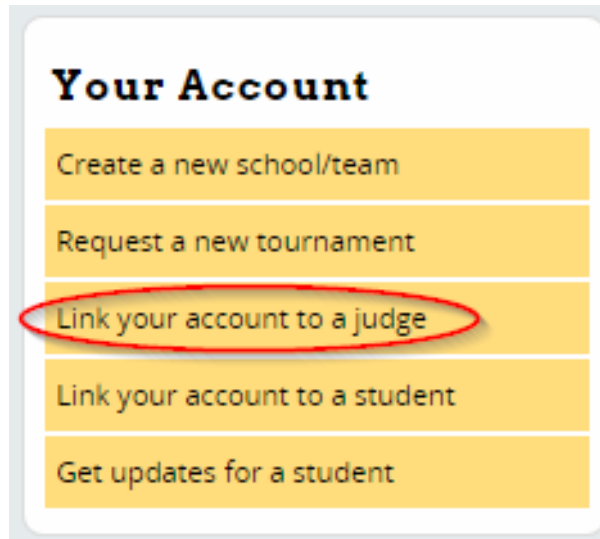 Your Account
Create a new school/team
Request a new tournament
Link your account to a judge
Link your account to a student
Get updates for a student